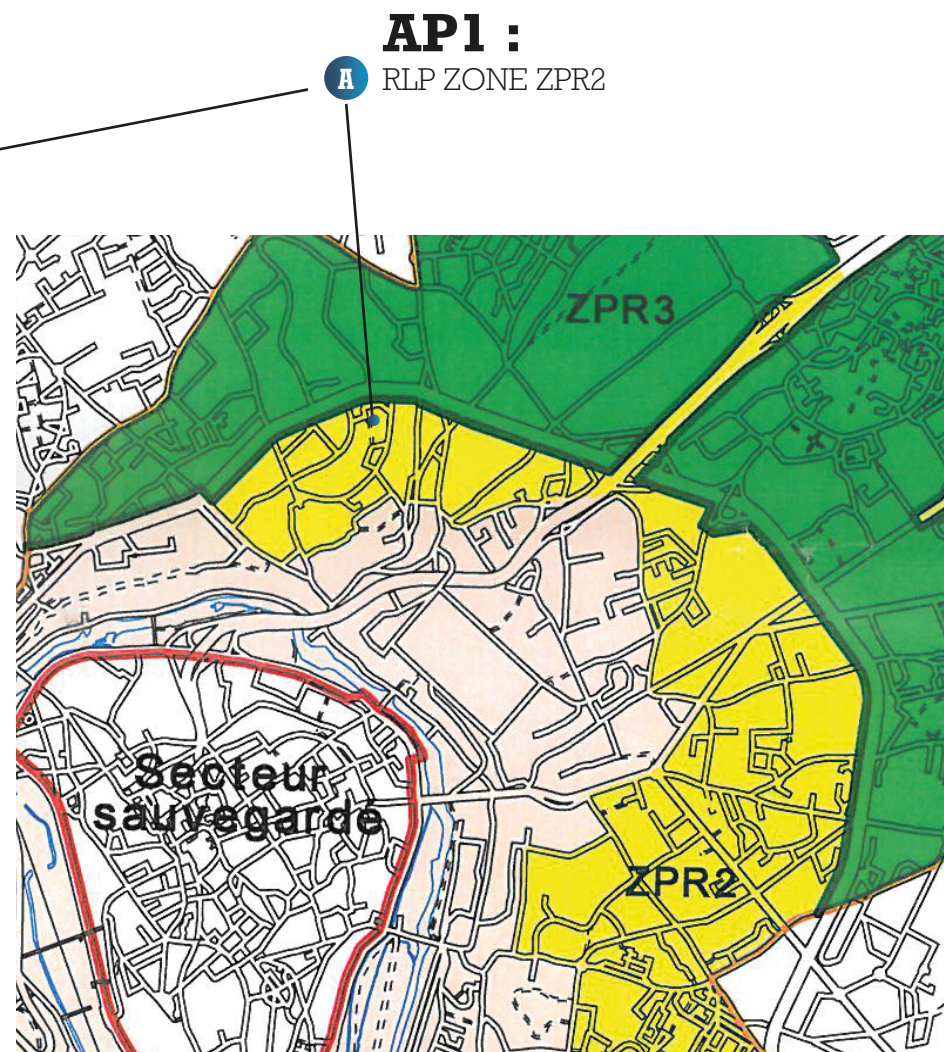 AP1 :
A RLP ZONE ZPR2
ZPR3
Secteur
sauvegardé
ZPR2